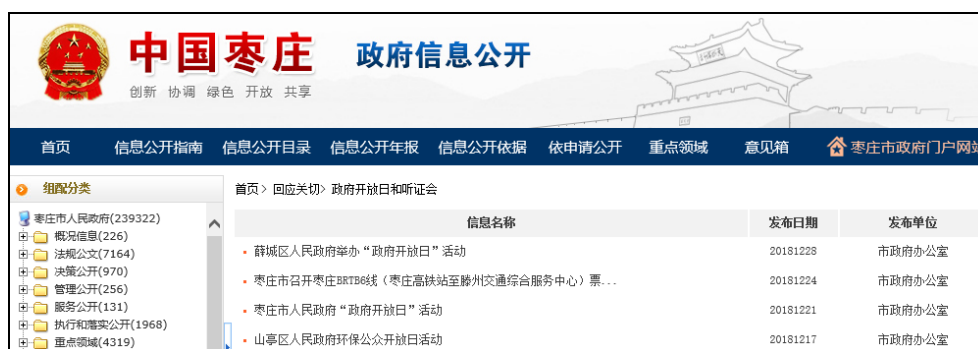 中国枣庄 政府信息公开
创新 协调 绿色 开放 共享
首页 信息公开指南 信息公开目录 信息公开年报 信息公开依据 依申请公开 重点领域 意见箱 枣庄市政府门户网站
组配分类
首页> 回应关切> 政府开放日和听证会
枣庄市人民政府(239322)
概况信息(226)
法规公文(7164)
决策公开(970)
管理公开(256)
服务公开(131)
执行和落实公开(1968)
重点领域(4319)
信息名称 发布日期 发布单位
薛城区人民政府举办“政府开放日”活动 20181228 市政府办公室
枣庄市召开枣庄BRTB6线（枣庄高铁站至滕州交通综合服务中心）票... 20181224 市政府办公室
枣庄市人民政府“政府开放日”活动 20181221 市政府办公室
山亭区人民政府环保公众开放日活动 20181217 市政府办公室